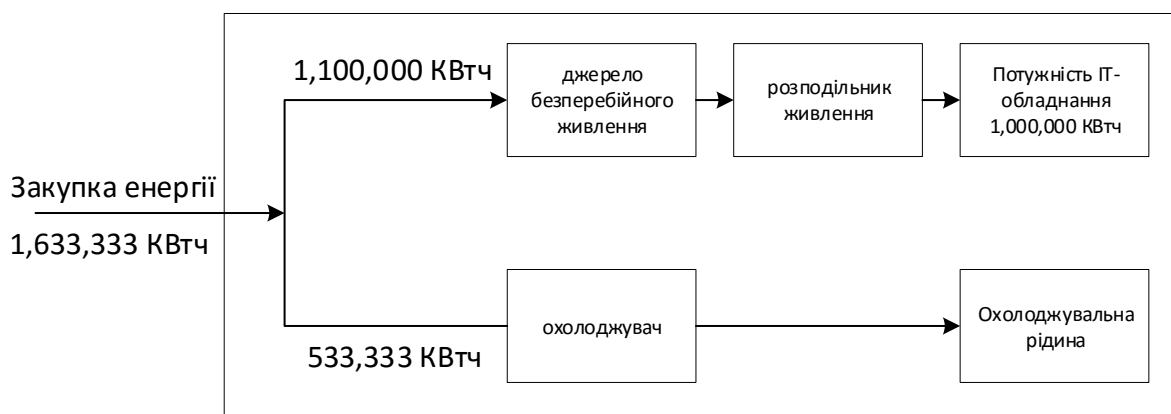 1,100,000 КВтч
джерело
безперебійного
живлення
розподільник
живлення
Потужність ІТ-
обладнання
1,000,000 КВтч
Закупка енергії
1,633,333 КВтч
533,333 КВтч
охолоджувач
Охолоджувальна
рідина